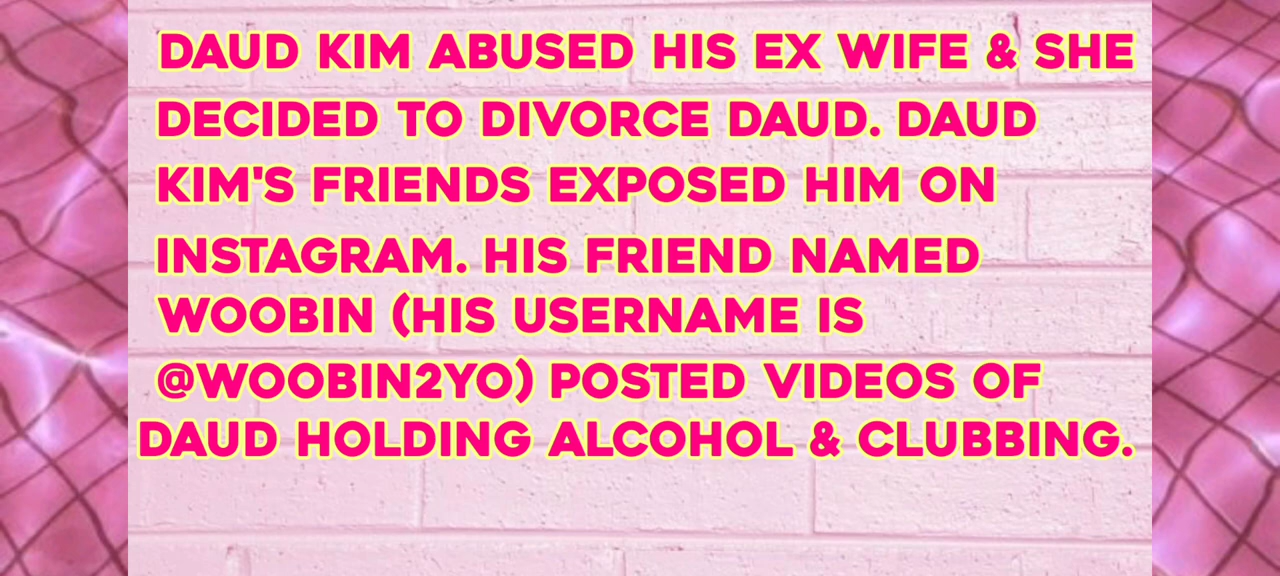 DAUD KIM ABUSED HIS EX WIFE & SHE
DECIDED TO DIVORCE DAUD. DAUD
KIM'S FRIENDS EXPOSED HIM ON
INSTAGRAM. HIS FRIEND NAMED
WOOBIN (HIS USERNAME IS
@WOOBIN2YO) POSTED VIDEOS OF
DAUD HOLDING ALCOHOL & CLUBBING.